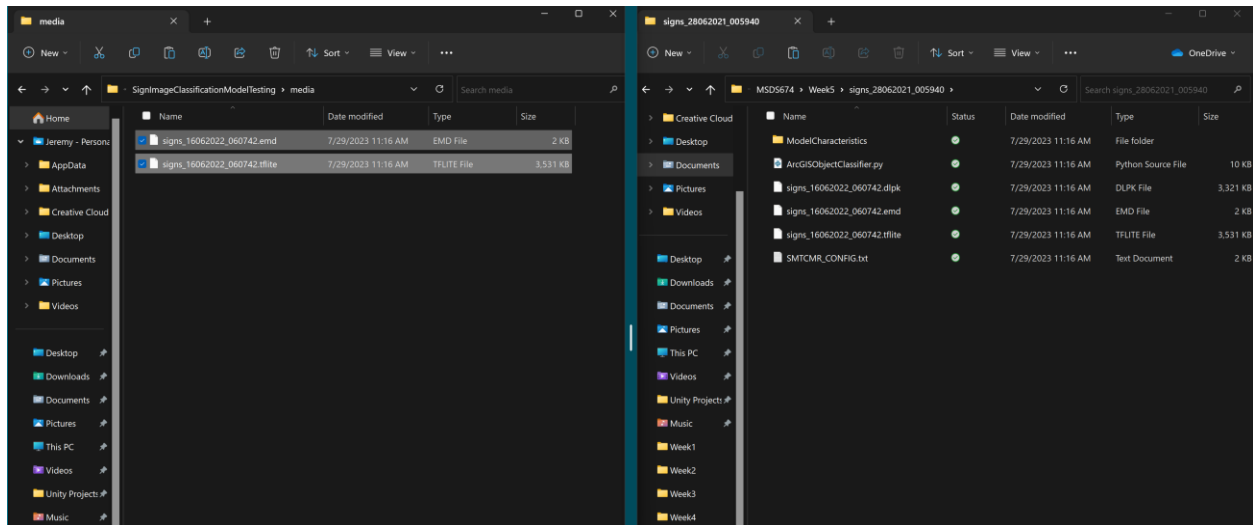 media
New
Sort
View
SignImageClassificationModelTesting > media
Search media
Home
Jeremy - Persona
AppData
Attachments
Creative Cloud
Desktop
Documents
Pictures
Videos
Desktop
Downloads
Documents
Pictures
This PC
Videos
Unity Projects
Music
Name Date modified Type Size
signs_16062022_060742.emd 7/29/2023 11:16 AM EMD File 2 KB
signs_16062022_060742.tflite 7/29/2023 11:16 AM TFLITE File 3,531 KB
signs_28062021_005940
New
Sort
View
OneDrive
MSDS674 > Week5 > signs_28062021_005940 >
Search signs_28062021_005940
Creative Cloud
Desktop
Documents
Pictures
Videos
Desktop
Downloads
Documents
Pictures
This PC
Videos
Unity Projects
Music
Week1
Week2
Week3
Week4
Name Status Date modified Type Size
ModelCharacteristics 7/29/2023 11:16 AM File folder
ArcGISObjectClassifier.py 7/29/2023 11:16 AM Python Source File 10 KB
signs_16062022_060742.dlpk 7/29/2023 11:16 AM DLPK File 3,321 KB
signs_16062022_060742.emd 7/29/2023 11:16 AM EMD File 2 KB
signs_16062022_060742.tflite 7/29/2023 11:16 AM TFLITE File 3,531 KB
SMTCMR_CONFIG.txt 7/29/2023 11:16 AM Text Document 2 KB